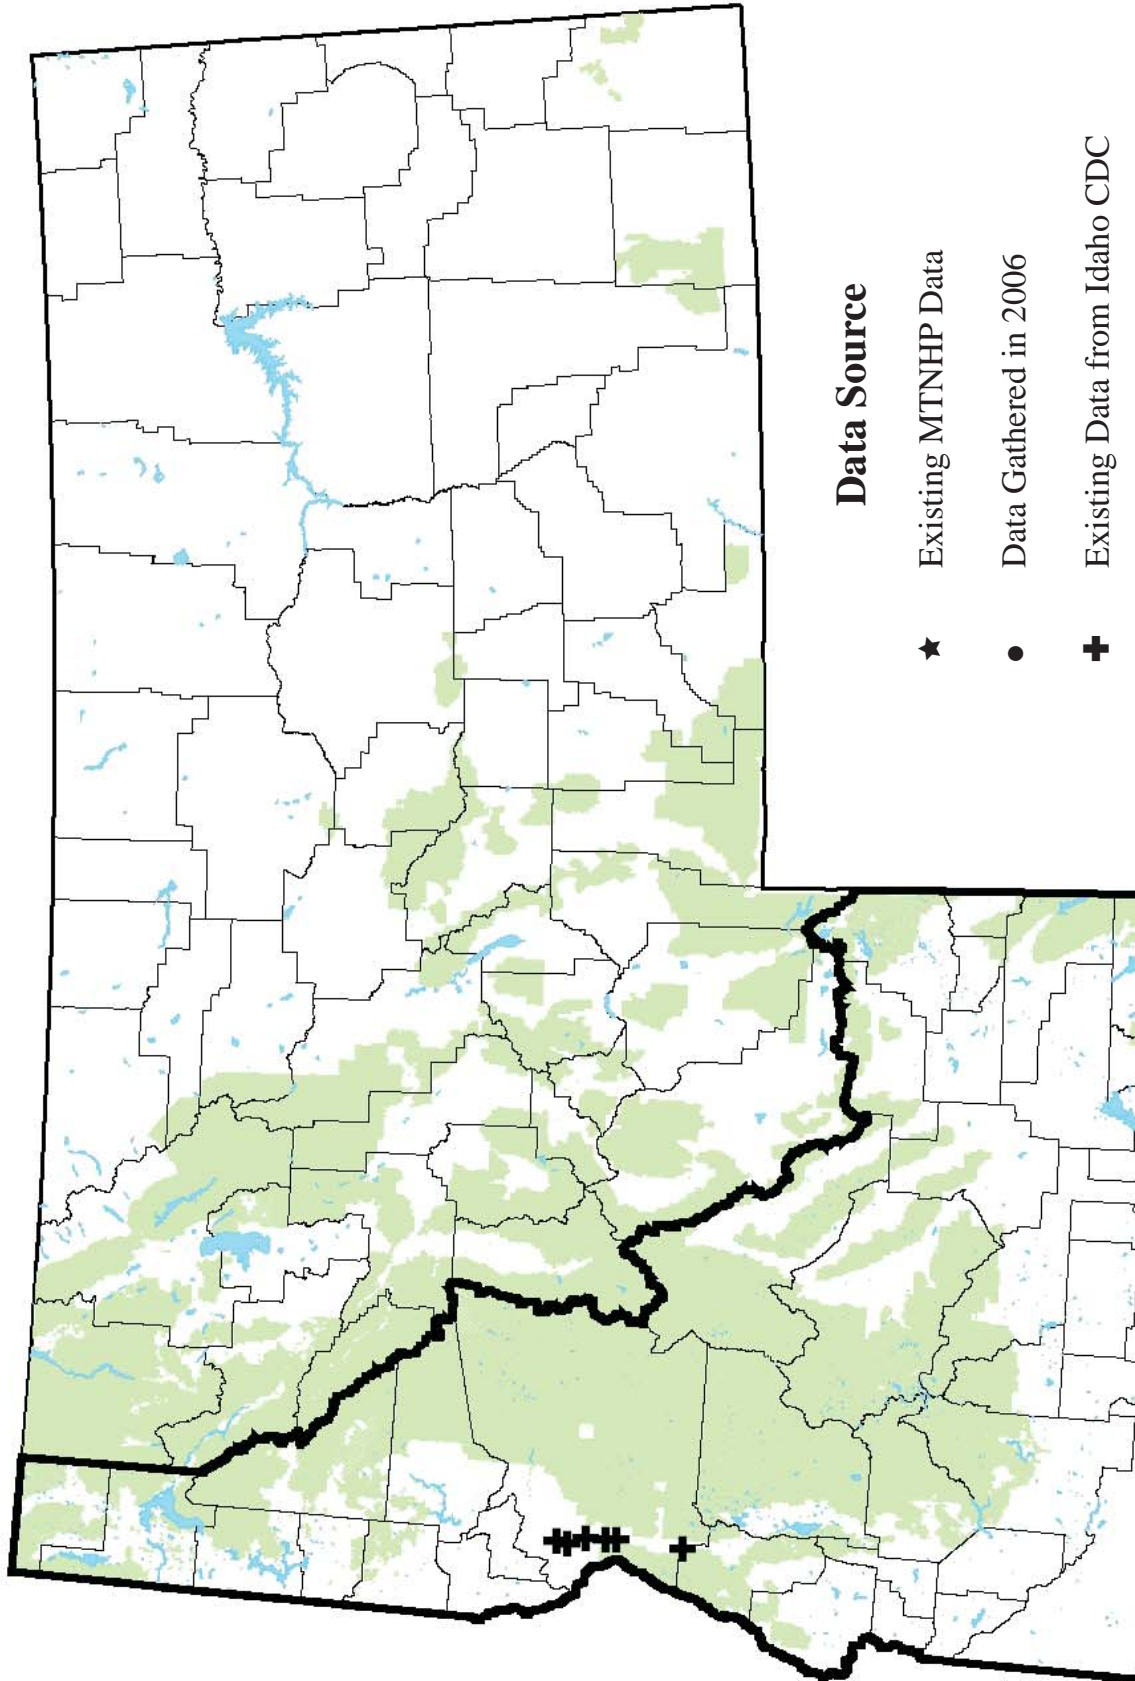 Data Source
Existing MTNHP Data
Data Gathered in 2006
Existing Data from Idaho CDC